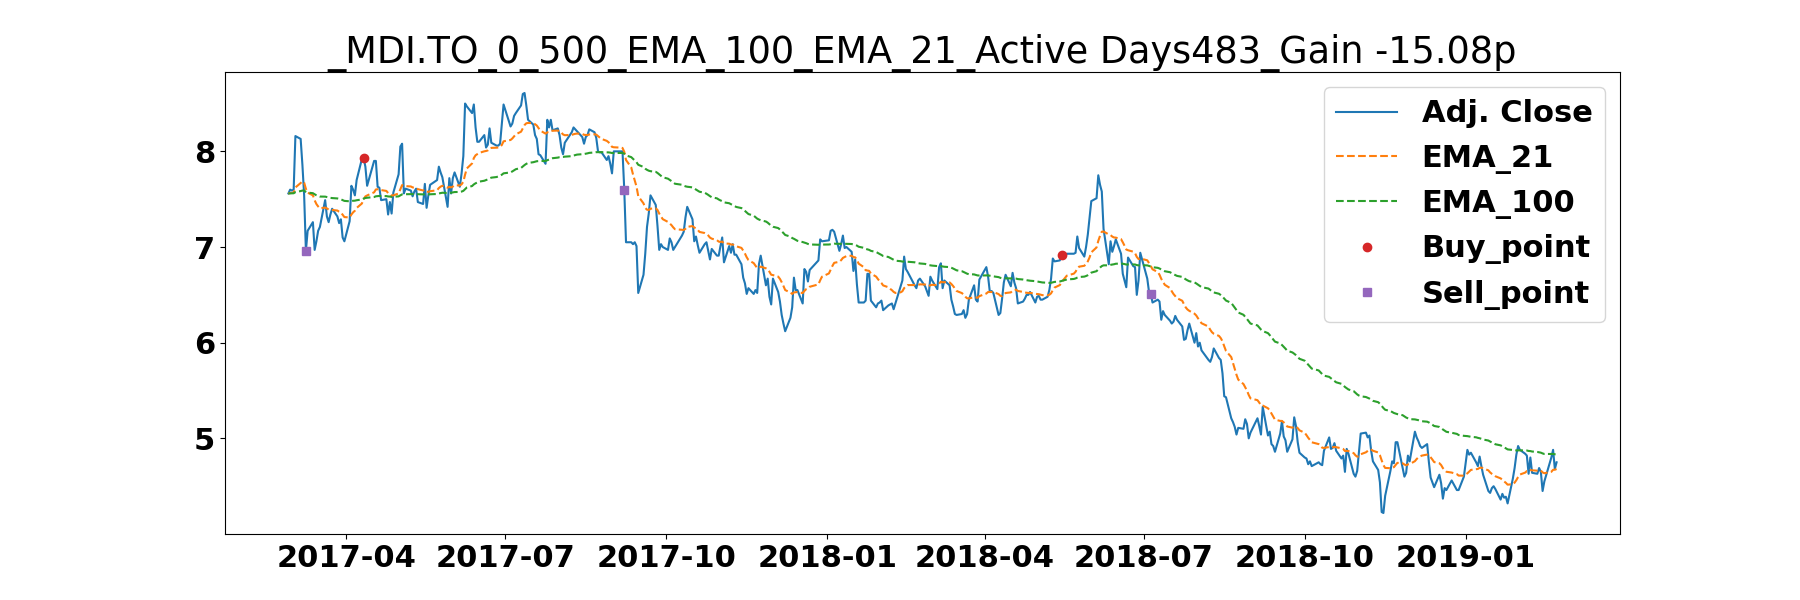 _MDI.TO_0_500_EMA_100_EMA_21_Active Days483_Gain -15.08p
Adj. Close
EMA_21
EMA_100
Buy_point
Sell_point
8
7
6
5
2017-04 2017-07 2017-10 2018-01 2018-04 2018-07 2018-10 2019-01